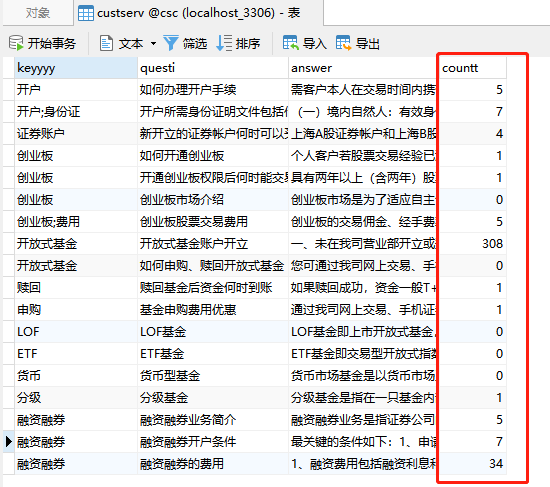 对象 custserv @csc (localhost_3306) - 表
开始事务 文本 筛选 排序 导入 导出
keyyyy questi answer countt
开户 如何办理开户手续 需客户本人在交易时间内携 5
开户;身份证 开户所需身份证明文件包括 (一）境内自然人：有效身 7
证券账户 新开立的证券帐户何时可以 上海A股证券帐户和上海B股 4
创业板 如何开通创业板 个人客户若股票交易经验已 1
创业板 开通创业板权限后何时能交易 具有两年以上（含两年）股 1
创业板 创业板市场介绍 创业板市场是为了适应自主 0
创业板;费用 创业板股票交易费用 创业板的交易佣金、经手费 5
开放式基金 开放式基金账户开立 一、未在我司营业部开立或 308
开放式基金 如何申购、赎回开放式基金 您可通过我司网上交易、手 0
赎回 赎回基金后资金何时到账 如果赎回成功，资金一般T+ 1
申购 基金申购费用优惠 通过我司网上交易、手机证 1
LOF LOF基金 LOF基金即上市开放式基金， 0
ETF ETF基金 ETF基金即交易型开放式指数 0
货币 货币型基金 货币市场基金是以货币市场 0
分级 分级基金 分级基金是指在一只基金内 1
融资融券 融资融券业务简介 融资融券业务是指证券公司 5
融资融券 融资融券开户条件 最关键的条件如下：1、申请 7
融资融券 融资融券的费用 1、融资费用包括融资利息和 34